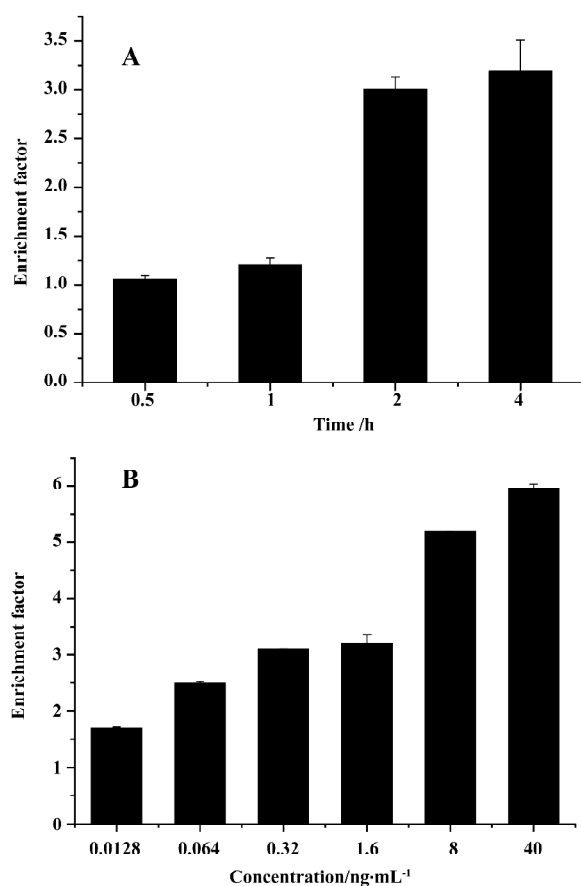 A
3.5
3.0
2.5
2.0
1.5
1.0
0.5
0.0
Enrichment factor
0.5 1 2 4
Time /h
B
6
5
4
3
2
1
0
Enrichment factor
0.0128 0.064 0.32 1.6 8 40
Concentration/ng·mL⁻¹